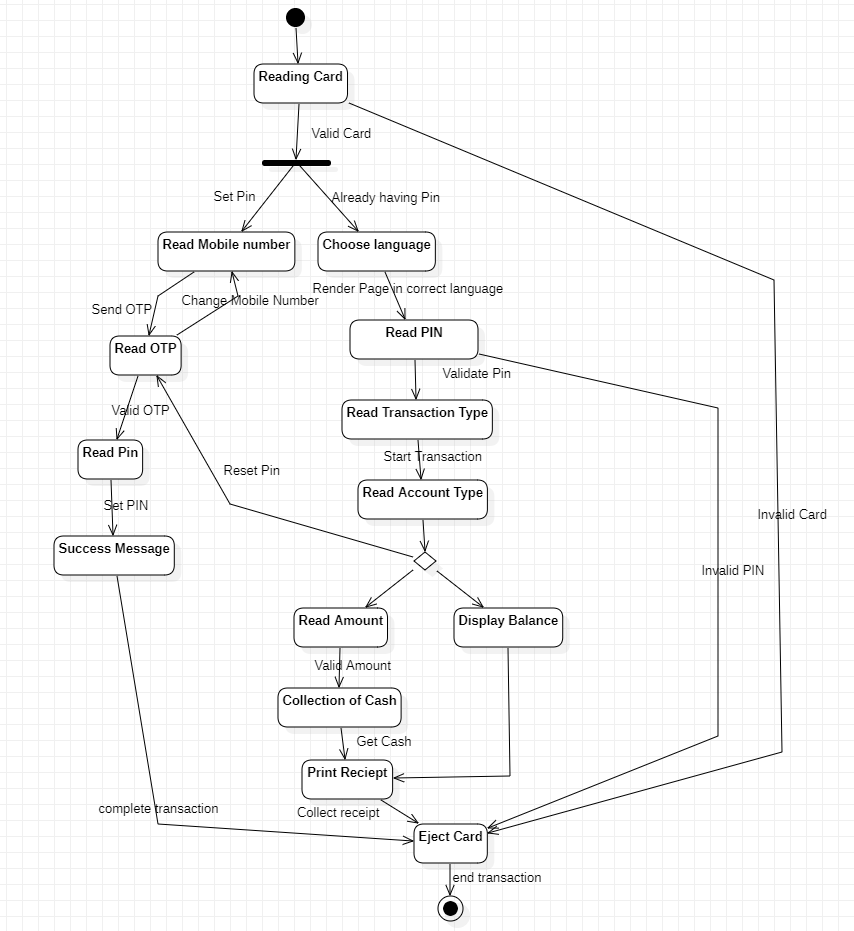 Reading Card
Valid Card
Set Pin
Already having Pin
Read Mobile number
Choose language
Render Page in correct language
Change Mobile Number
Send OTP
Read PIN
Read OTP
Validate Pin
Valid OTP
Read Transaction Type
Read Pin
Start Transaction
Reset Pin
Read Account Type
Set PIN
Invalid Card
Success Message
Invalid PIN
Read Amount
Display Balance
Valid Amount
Collection of Cash
Get Cash
Print Reciept
complete transaction
Collect receipt
Eject Card
end transaction